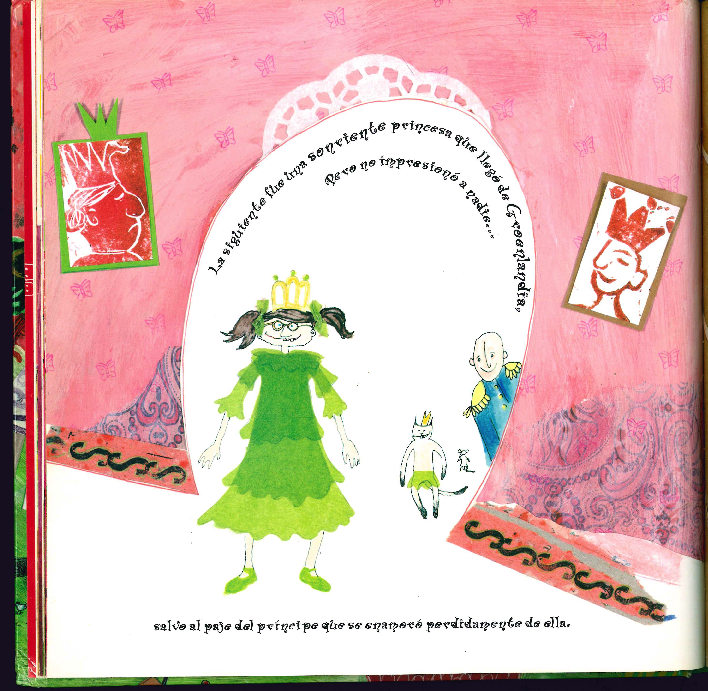 La siguiente fue una sonriente princesa que llegó de Groenlandia,
Pero no impresionó a nadie...
salvo al paje del príncipe que se enamoró perdidamente de ella.